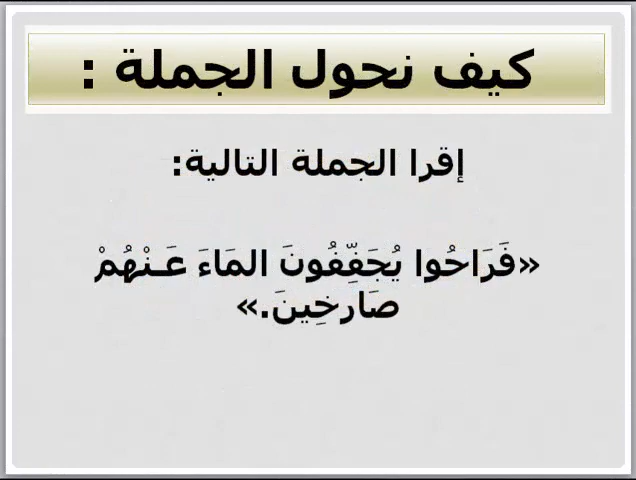 كيف نحول الجملة :
إقرا الجملة التالية:
«فَرَاحُوا يُجَفِّفُونَ المَاءَ عَـنْهُمْ
صَارِخِينَ.»